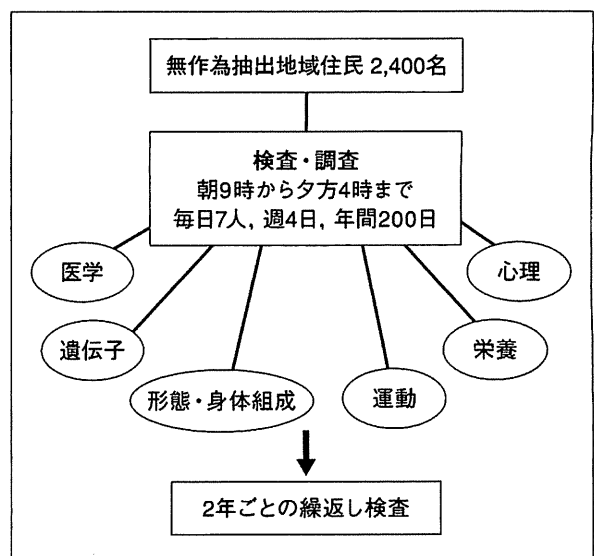 無作為抽出地域住民 2,400名
検査・調査
朝9時から夕方4時まで
毎日7人, 週4日, 年間200日
医学
心理
遺伝子
栄養
形態・身体組成
運動
2年ごとの繰返し検査